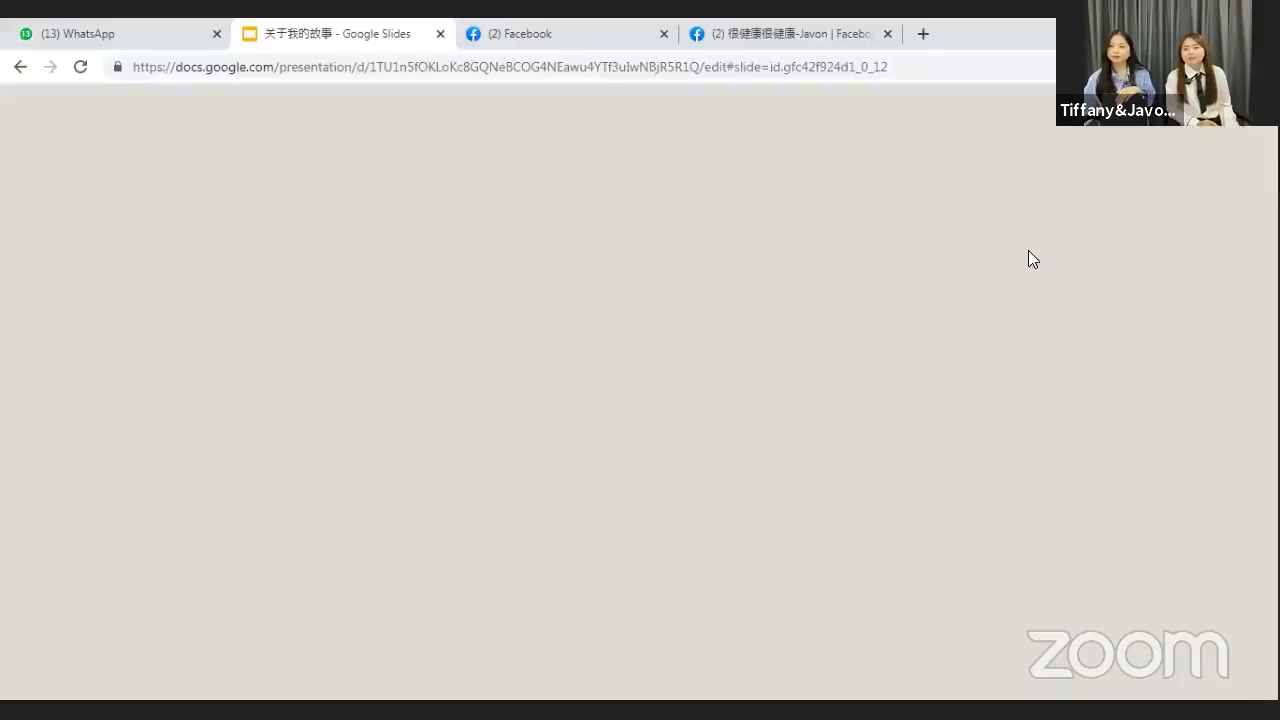 (13) WhatsApp
关于我的故事 - Google Slides
(2) Facebook
(2) 很健康很健康-Javon | Facebo
https://docs.google.com/presentation/d/1TU1n5fOKLoKc8GQNeBCOG4NEawu4YTf3uIwNBjR5R1Q/edit#slide=id.gfc42f924d1_0_12
Tiffany&Javo...
zoom